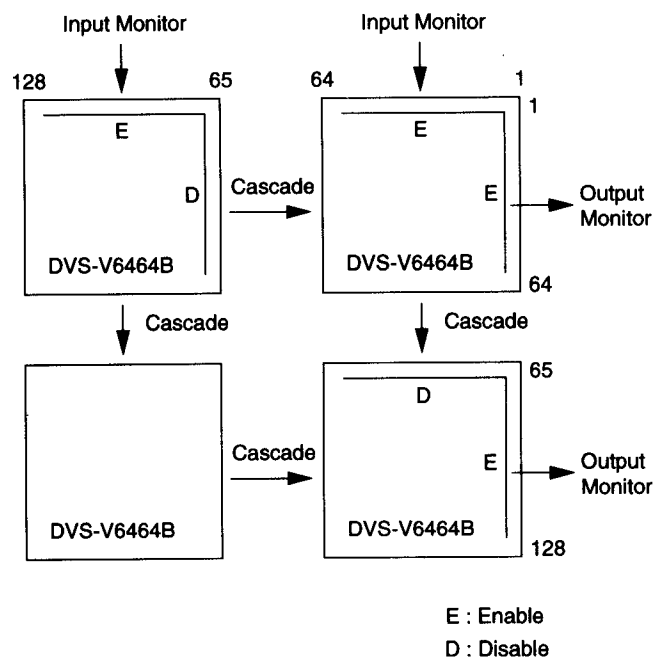 Input Monitor
Input Monitor
128
65
64
1
1
E
E
D
Cascade
E
Output
Monitor
DVS-V6464B
DVS-V6464B
64
Cascade
Cascade
65
D
Cascade
E
Output
Monitor
DVS-V6464B
DVS-V6464B
128
E : Enable
D : Disable